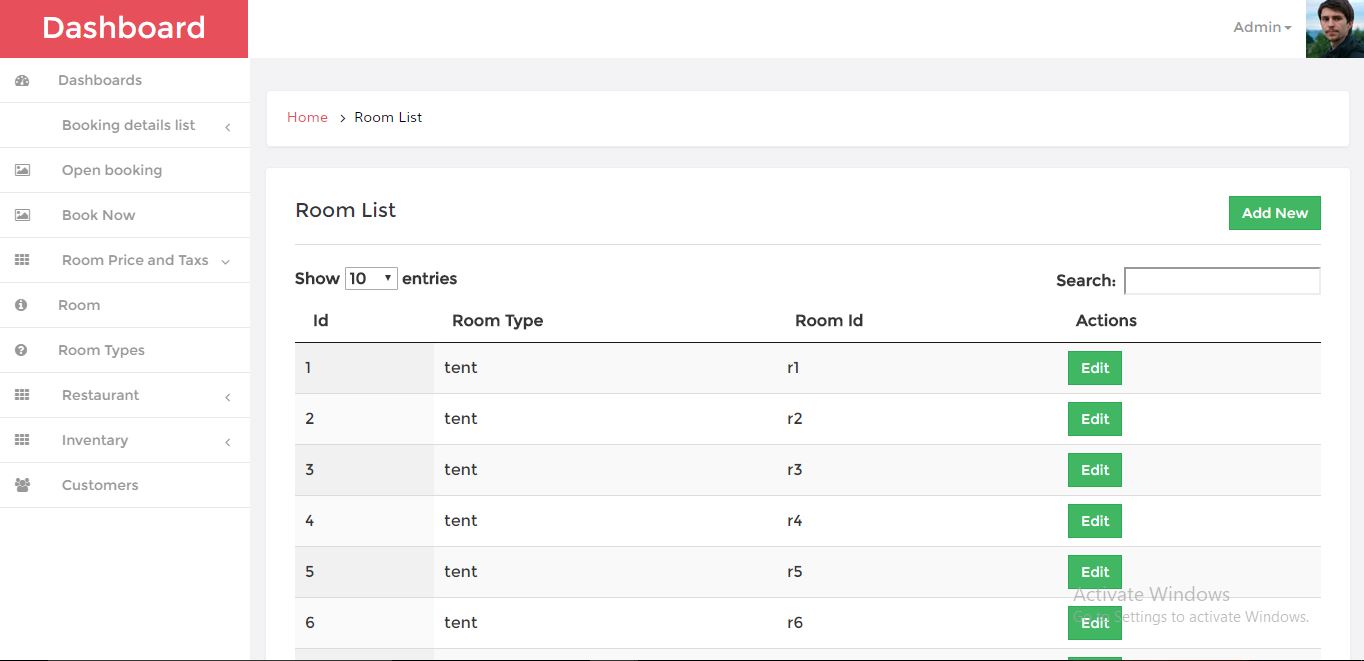 Dashboard
Admin
Dashboards
Booking details list
Open booking
Book Now
Room Price and Taxs
Room
Room Types
Restaurant
Inventory
Customers
Home > Room List
Room List
Add New
Show 10 entries
Search:
Id Room Type Room Id Actions
1 tent r1 Edit
2 tent r2 Edit
3 tent r3 Edit
4 tent r4 Edit
5 tent r5 Edit
6 tent r6 Edit
Activate Windows
Go to Settings to activate Windows.